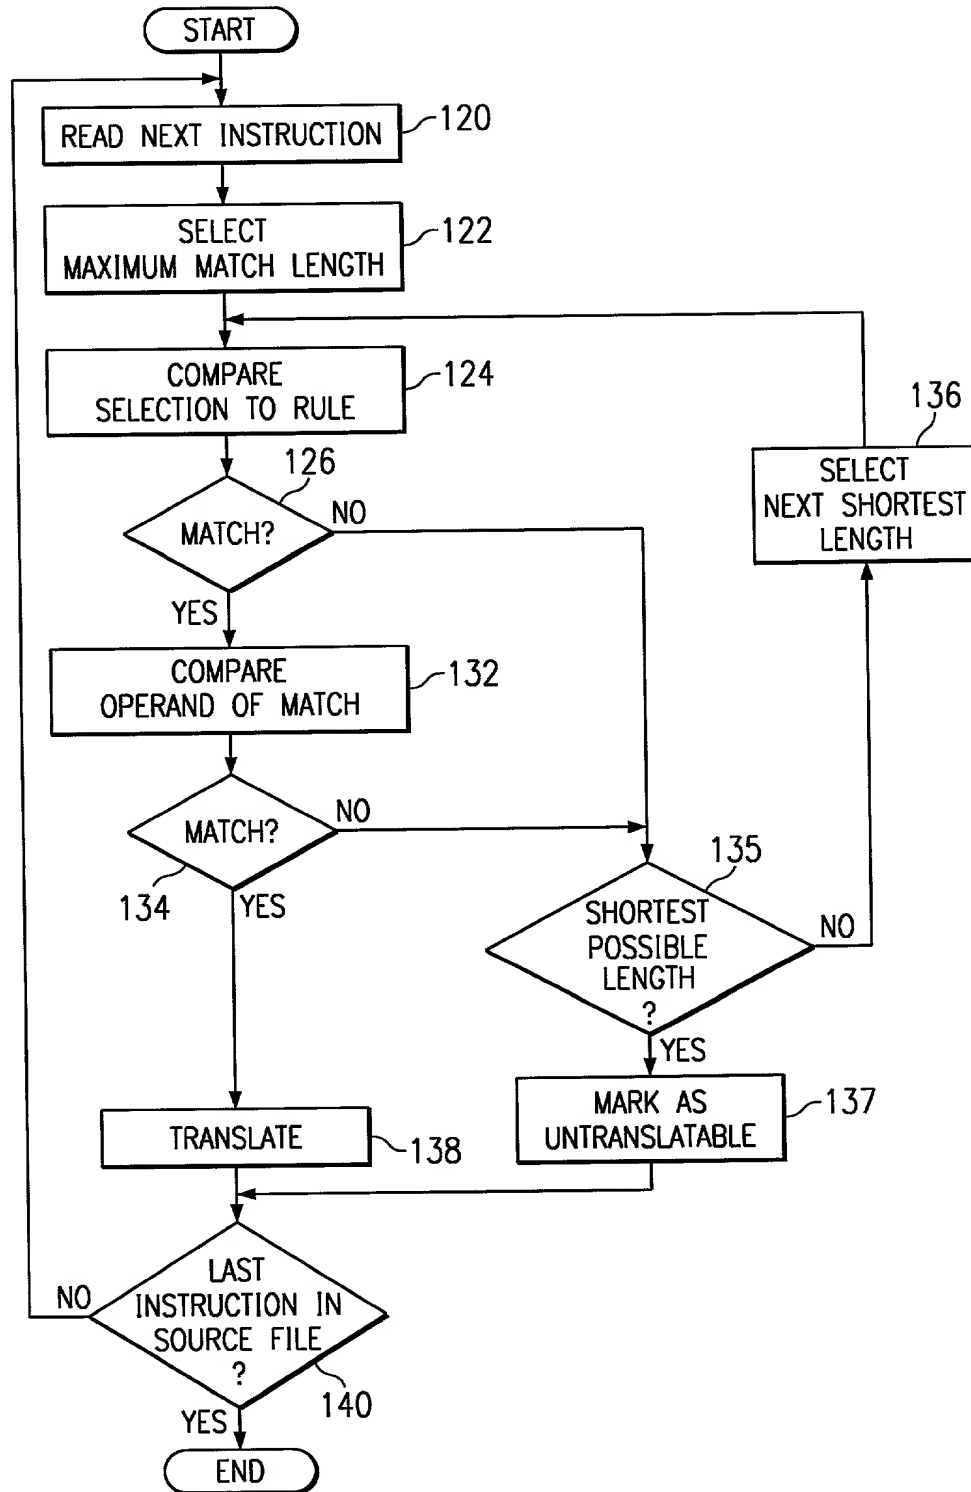 START
READ NEXT INSTRUCTION
120
SELECT
MAXIMUM MATCH LENGTH
122
COMPARE
SELECTION TO RULE
124
136
SELECT
NEXT SHORTEST
LENGTH
126
MATCH?
NO
YES
COMPARE
OPERAND OF MATCH
132
MATCH?
NO
134
YES
135
SHORTEST
POSSIBLE
LENGTH
?
NO
YES
MARK AS
UNTRANSLATABLE
137
TRANSLATE
138
LAST
INSTRUCTION IN
SOURCE FILE
?
NO
140
YES
END